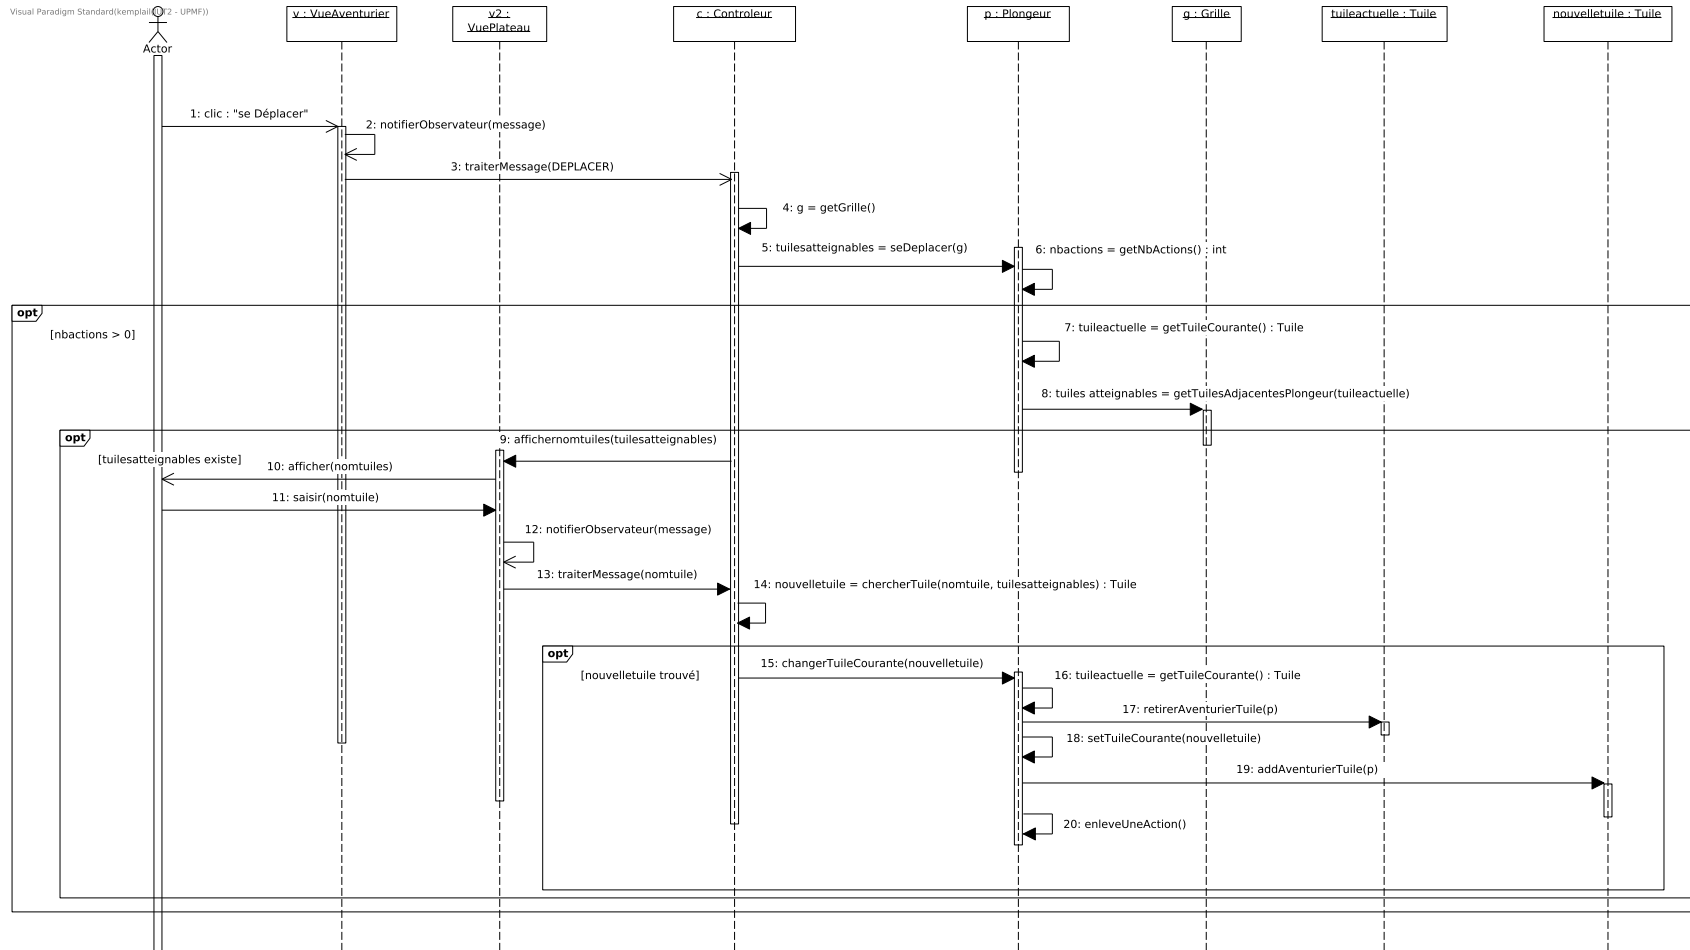 Visual Paradigm Standard(kemplail(IUT2 - UPMF))
Actor
v : VueAventurier
v2 :
VuePlateau
c : Controleur
p : Plongeur
g : Grille
tuileactuelle : Tuile
nouvelletuile : Tuile
1: clic : "se Déplacer"
2: notifierObservateur(message)
3: traiterMessage(DEPLACER)
4: g = getGrille()
5: tuilesatteignables = seDeplacer(g)
6: nbactions = getNbActions() : int
opt
[nbactions > 0]
7: tuileactuelle = getTuileCourante() : Tuile
8: tuiles atteignables = getTuilesAdjacentesPlongeur(tuileactuelle)
opt
[tuilesatteignables existe]
9: affichernomtuiles(tuilesatteignables)
10: afficher(nomtuiles)
11: saisir(nomtuile)
12: notifierObservateur(message)
13: traiterMessage(nomtuile)
14: nouvelletuile = chercherTuile(nomtuile, tuilesatteignables) : Tuile
opt
[nouvelletuile trouvé]
15: changerTuileCourante(nouvelletuile)
16: tuileactuelle = getTuileCourante() : Tuile
17: retirerAventurierTuile(p)
18: setTuileCourante(nouvelletuile)
19: addAventurierTuile(p)
20: enleveUneAction()